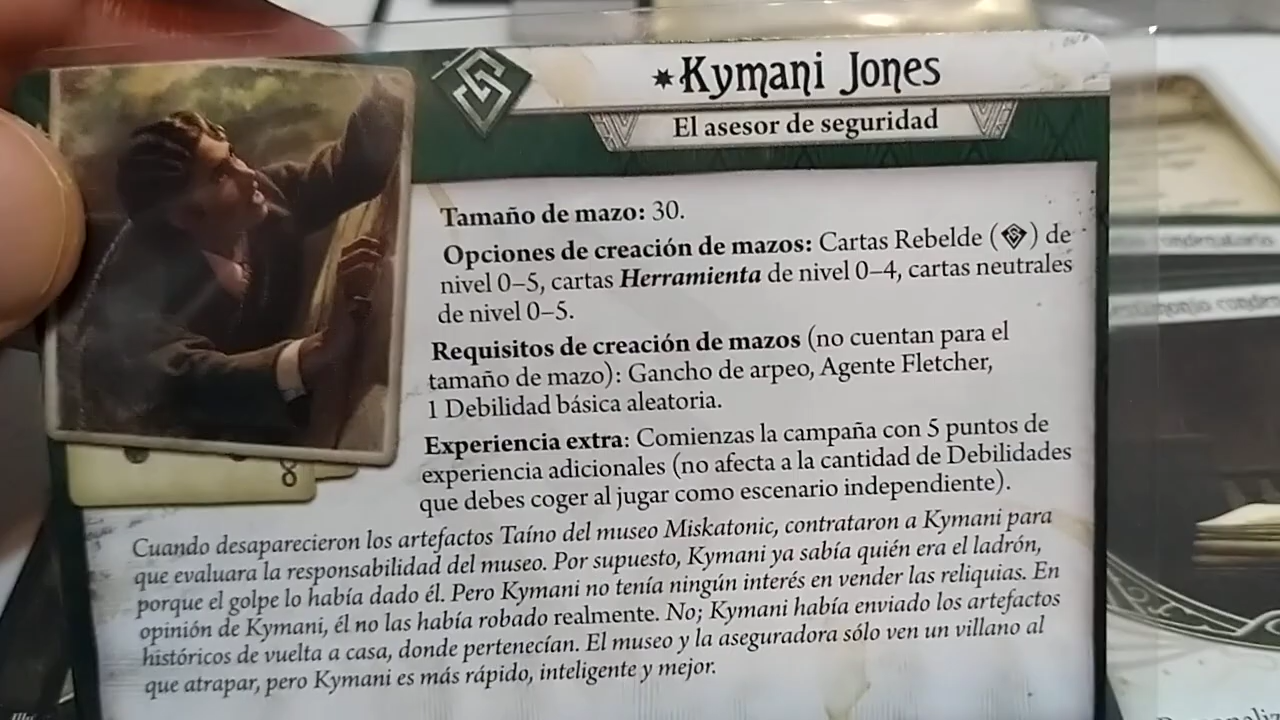 Kymani Jones
El asesor de seguridad
Tamaño de mazo: 30.
Opciones de creación de mazos: Cartas Rebelde () de
nivel 0–5, cartas Herramienta de nivel 0–4, cartas neutrales
de nivel 0–5.
Requisitos de creación de mazos (no cuentan para el
tamaño de mazo): Gancho de arpeo, Agente Fletcher,
1 Debilidad básica aleatoria.
Experiencia extra: Comienzas la campaña con 5 puntos de
experiencia adicionales (no afecta a la cantidad de Debilidades
que debes coger al jugar como escenario independiente).
8
Cuando desaparecieron los artefactos Taíno del museo Miskatonic, contrataron a Kymani para
que evaluara la responsabilidad del museo. Por supuesto, Kymani ya sabía quién era el ladrón,
porque el golpe lo había dado él. Pero Kymani no tenía ningún interés en vender las reliquias. En
opinión de Kymani, él no las había robado realmente. No; Kymani había enviado los artefactos
históricos de vuelta a casa, donde pertenecían. El museo y la aseguradora sólo ven un villano al
que atrapar, pero Kymani es más rápido, inteligente y mejor.